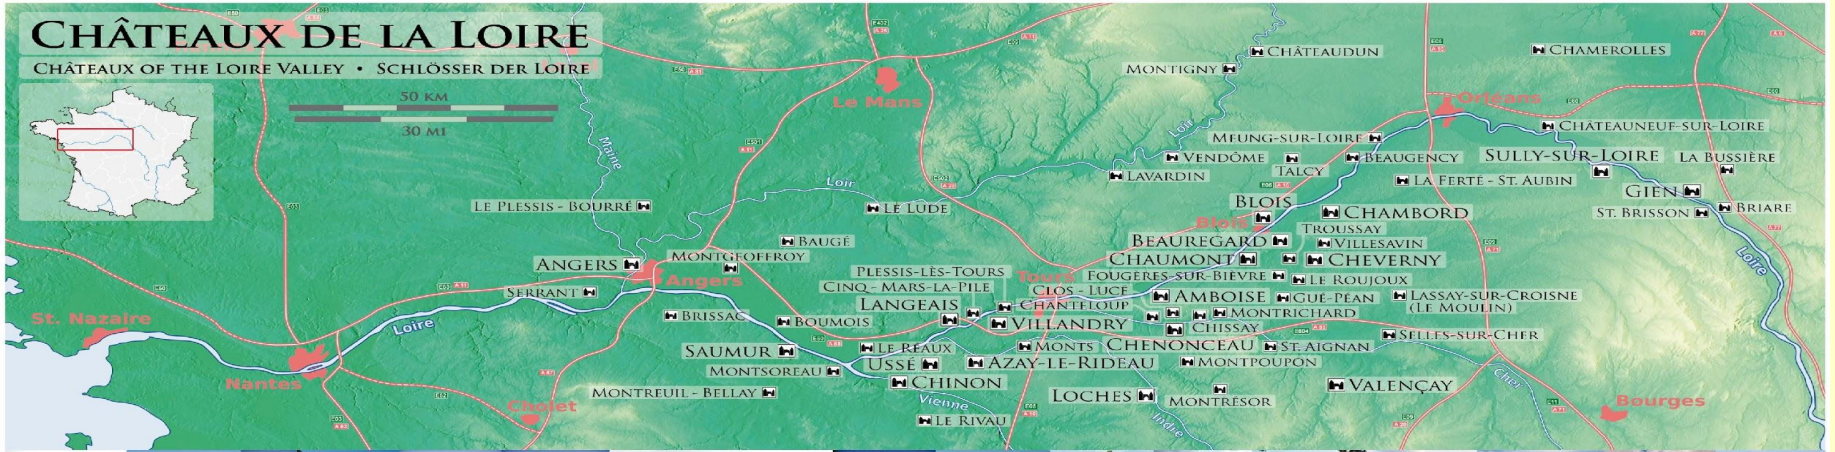 CHÂTEAUX DE LA LOIRE
CHÂTEAUX OF THE LOIRE VALLEY • SCHLÖSSER DER LOIRE
50 KM
30 MI
Le Mans
Maine
Loir
Loir
MONTIGNY
CHÂTEAUDUN
CHAMEROLLES
Orléans
MEUNG-SUR-LOIRE
CHÂTEAUNEUF-SUR-LOIRE
VENDÔME
TALCY
BEAUGENCY
SULLY-SUR-LOIRE
LA BUSSIÈRE
LAVARDIN
LA FERTÉ - ST. AUBIN
GIEN
LE PLESSIS - BOURRÉ
LE LUDE
BLOIS
Blois
CHAMBORD
ST. BRISSON
BRIARE
TROUSSAY
BAUGÉ
BEAUREGARD
VILLESAVIN
MONTGEOFFROY
CHAUMONT
CHEVERNY
Loire
ANGERS
Angers
PLESSIS-LÈS-TOURS
Tours
FOUGÈRES-SUR-BIÈVRE
LE ROUJOUX
CINQ - MARS-LA-PILE
CLOS - LUCÉ
SERRANT
LANGEAIS
CHANTELOUP
AMBOISE
GUÉ-PÉAN
LASSAY-SUR-CROISNE
(LE MOULIN)
St. Nazaire
Loire
BRISSAC
BOUMOIS
VILLANDRY
MONTRICHARD
CHISSAY
SAUMUR
LE RÉAUX
MONTS
CHENONCEAU
ST. AIGNAN
SELLES-SUR-CHER
MONTSOREAU
USSÉ
AZAY-LE-RIDEAU
MONTPOUPON
Nantes
CHINON
VALENÇAY
Cher
MONTREUIL - BELLAY
Vienne
LOCHES
MONTRÉSOR
Bourges
Cholet
LE RIVAU
Indre